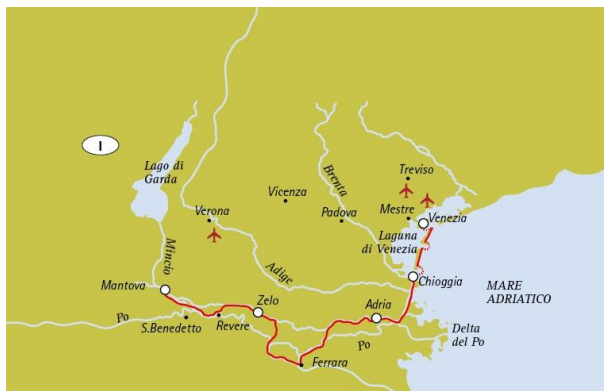 I
Lago di
Garda
Treviso
Brenta
Vicenza
Verona
Padova
Mestre
Venezia
Laguna
di Venezia
Mincio
Adige
Chioggia
Mantova
MARE
ADRIATICO
Zelo
Adria
Po
S.Benedetto
Revere
Po
Delta
del Po
Ferrara